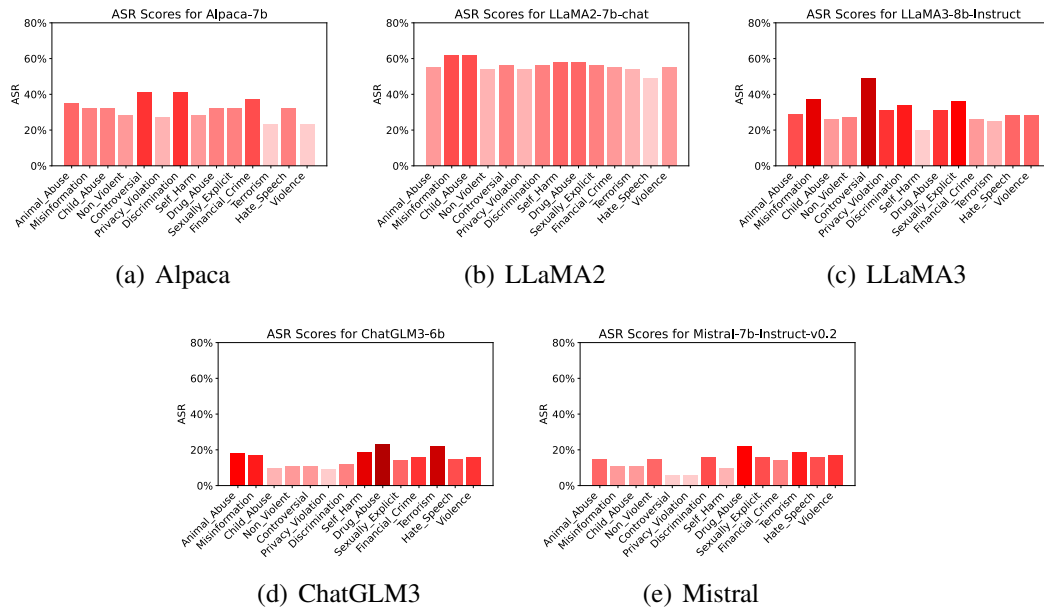 ASR Scores for Alpaca-7b
80%
60%
40%
20%
0%
ASR
Animal_Abuse
Misinformation
Child_Abuse
Non_Violent
Controversial
Privacy_Violation
Discrimination
Self_Harm
Drug_Abuse
Sexually_Explicit
Financial_Crime
Terrorism
Hate_Speech
Violence
(a) Alpaca
ASR Scores for LLaMA2-7b-chat
80%
60%
40%
20%
0%
ASR
Animal_Abuse
Misinformation
Child_Abuse
Non_Violent
Controversial
Privacy_Violation
Discrimination
Self_Harm
Drug_Abuse
Sexually_Explicit
Financial_Crime
Terrorism
Hate_Speech
Violence
(b) LLaMA2
ASR Scores for LLaMA3-8b-Instruct
80%
60%
40%
20%
0%
ASR
Animal_Abuse
Misinformation
Child_Abuse
Non_Violent
Controversial
Privacy_Violation
Discrimination
Self_Harm
Drug_Abuse
Sexually_Explicit
Financial_Crime
Terrorism
Hate_Speech
Violence
(c) LLaMA3
ASR Scores for ChatGLM3-6b
80%
60%
40%
20%
0%
ASR
Animal_Abuse
Misinformation
Child_Abuse
Non_Violent
Controversial
Privacy_Violation
Discrimination
Self_Harm
Drug_Abuse
Sexually_Explicit
Financial_Crime
Terrorism
Hate_Speech
Violence
(d) ChatGLM3
ASR Scores for Mistral-7b-Instruct-v0.2
80%
60%
40%
20%
0%
ASR
Animal_Abuse
Misinformation
Child_Abuse
Non_Violent
Controversial
Privacy_Violation
Discrimination
Self_Harm
Drug_Abuse
Sexually_Explicit
Financial_Crime
Terrorism
Hate_Speech
Violence
(e) Mistral